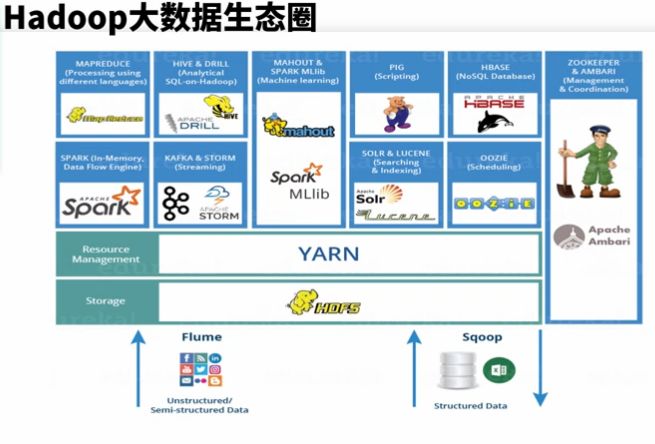 Hadoop大数据生态圈
MAPREDUCE
(Processing using
different languages)
HIVE & DRILL
(Analytical
SQL-on-Hadoop)
MAHOUT &
SPARK MLlib
(Machine learning)
PIG
(Scripting)
HBASE
(NoSQL Database)
ZOOKEEPER
& AMBARI
(Management
& Coordination)
Map Reduce
HIVE
APACHE
DRILL
mahout
APACHE
HBASE
SPARK (In-Memory,
Data Flow Engine)
KAFKA & STORM
(Streaming)
SOLR & LUCENE
(Searching
& Indexing)
OOZIE
(Scheduling)
APACHE
Spark
APACHE
STORM
Spark
MLlib
Apache
Solr
Lucene
OOZIE
Apache
Ambari
Resource
Management
YARN
Storage
HDFS
Flume
Unstructured/
Semi-structured Data
Sqoop
Structured Data